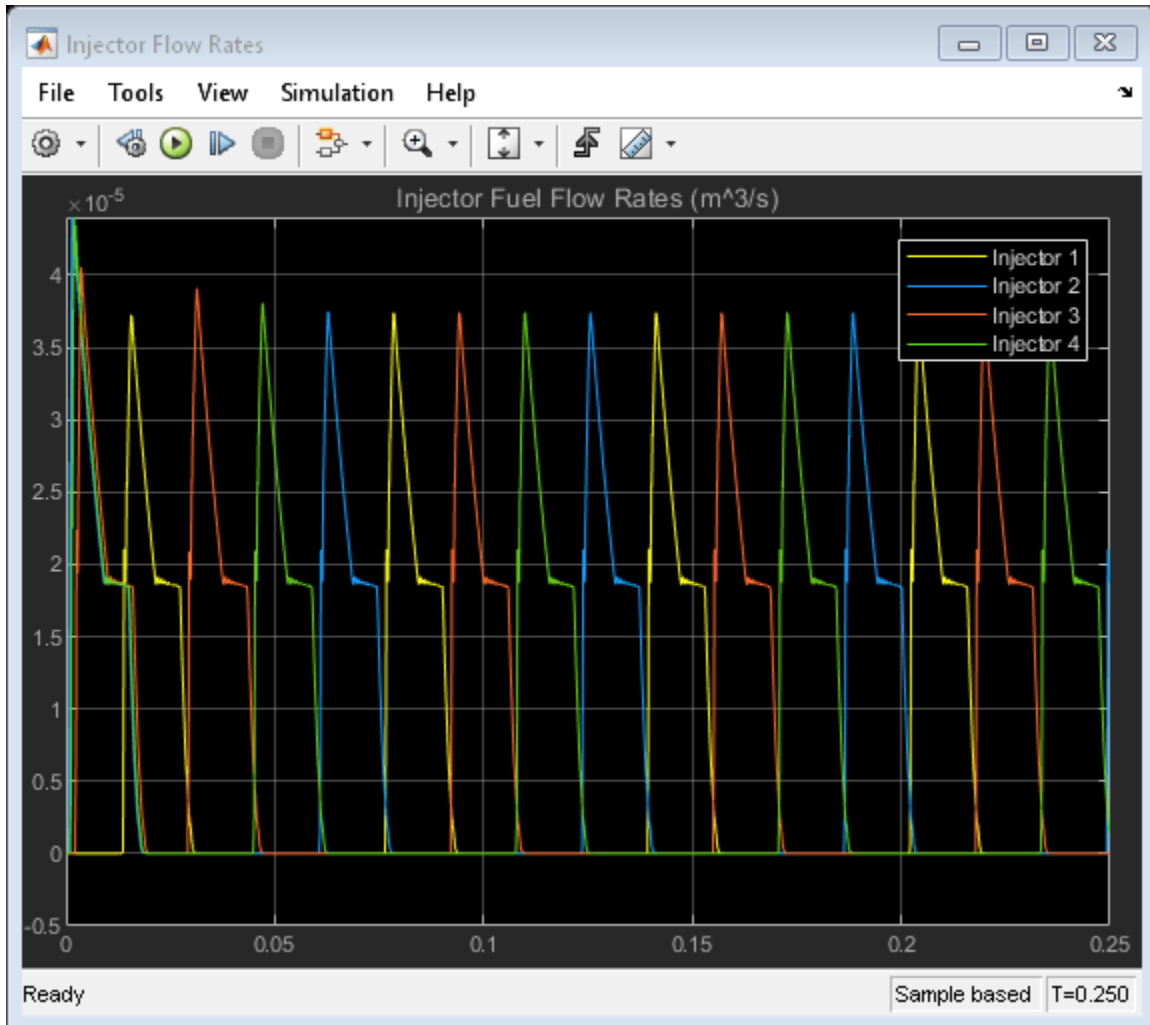 Injector Flow Rates
File Tools View Simulation Help
Injector Fuel Flow Rates (m^3/s)
×10^-5
Injector 1
Injector 2
Injector 3
Injector 4
4
3.5
3
2.5
2
1.5
1
0.5
0
-0.5
0 0.05 0.1 0.15 0.2 0.25
Ready Sample based T=0.250